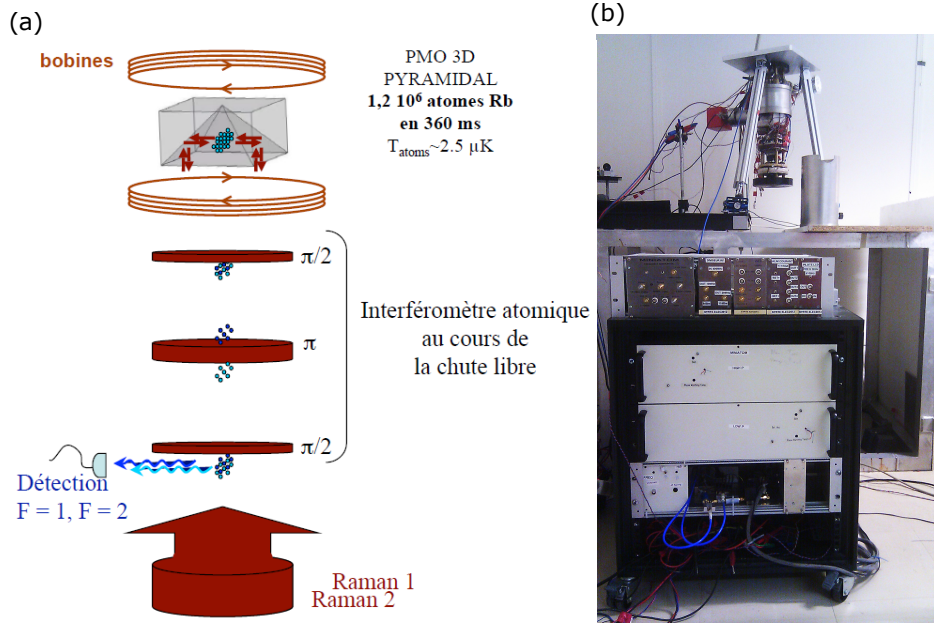 (a)
bobines
PMO 3D
PYRAMIDAL
1,2 10⁶ atomes Rb
en 360 ms
T_atoms~2.5 µK
π/2
π
π/2
Interféromètre atomique
au cours de
la chute libre
Détection
F = 1, F = 2
Raman 1
Raman 2
(b)
MINIATOM